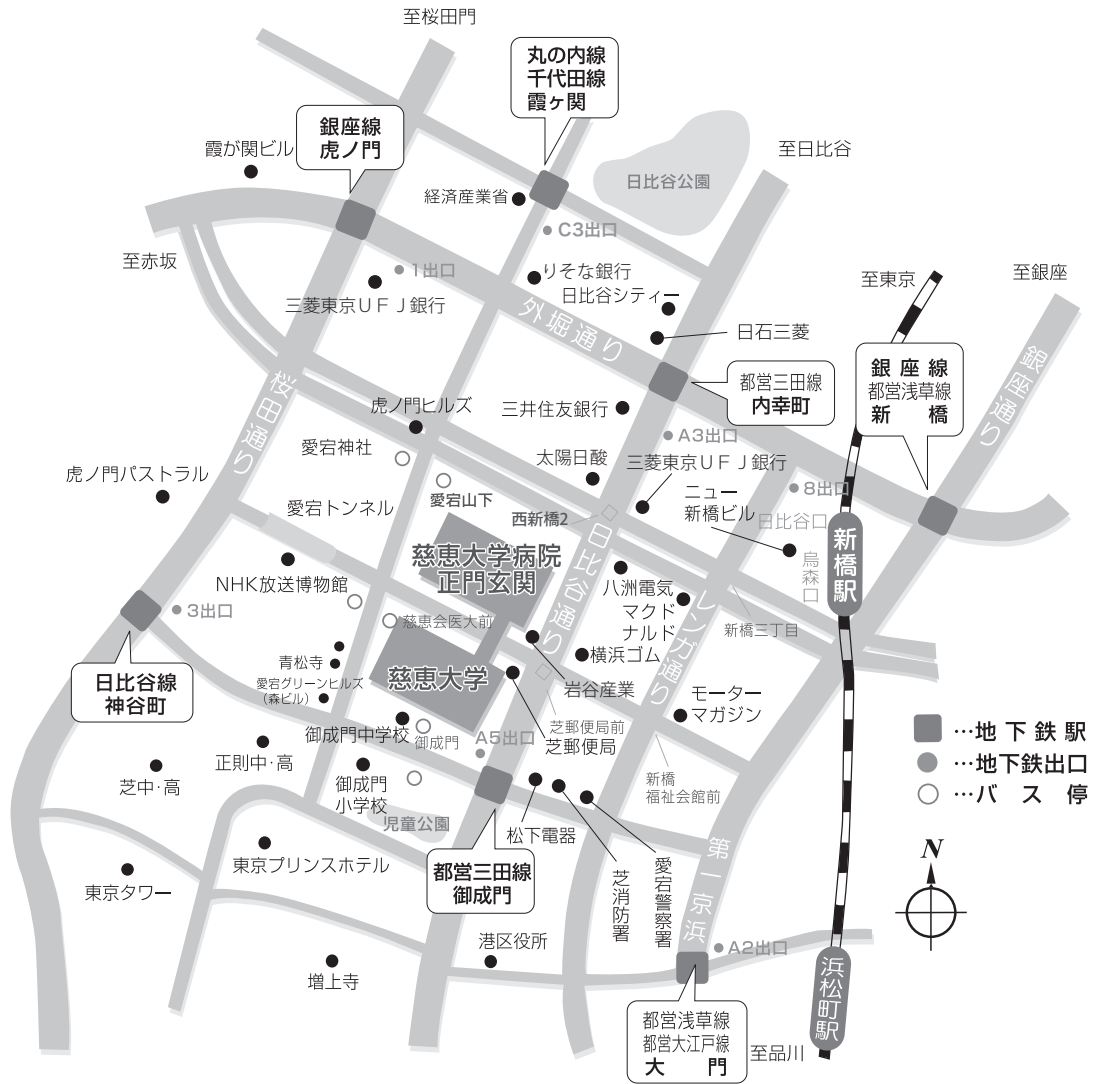 至桜田門
丸の内線
千代田線
霞ヶ関
銀座線
虎ノ門
霞が関ビル
至日比谷
日比谷公園
経済産業省
C3出口
至赤坂
1出口
三菱東京UFJ銀行
りそな銀行
日比谷シティー
至東京
至銀座
外堀通り
日石三菱
都営三田線
内幸町
銀座線
都営浅草線
新橋
銀座通り
桜田通り
虎ノ門ヒルズ
三井住友銀行
A3出口
愛宕神社
太陽日酸
三菱東京UFJ銀行
虎ノ門パストラル
愛宕山下
ニュー
新橋ビル
8出口
愛宕トンネル
西新橋2
日比谷口
烏森口
新橋駅
慈恵大学病院
正門玄関
日比谷通り
NHK放送博物館
八洲電気
マクド
ナルド
レンガ通り
3出口
慈恵会医大前
新橋三丁目
青松寺
愛宕グリーンヒルズ
（森ビル）
慈恵大学
横浜ゴム
岩谷産業
日比谷線
神谷町
モーター
マガジン
芝郵便局前
芝郵便局
御成門中学校
御成門
A5出口
正則中・高
芝中・高
御成門
小学校
新橋
福祉会館前
…地下鉄駅
…地下鉄出口
…バス停
児童公園
松下電器
東京プリンスホテル
東京タワー
都営三田線
御成門
芝消防署
愛宕警察署
第一京浜
N
港区役所
A2出口
増上寺
浜松町駅
都営浅草線
都営大江戸線
大門
至品川